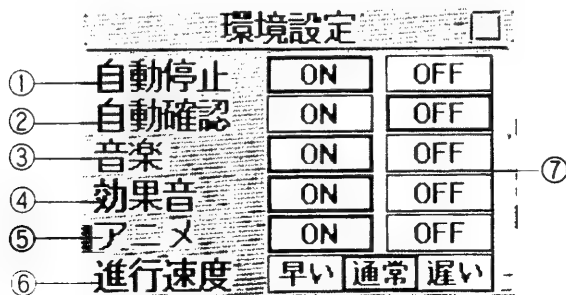 環境設定
① 自動停止 ON OFF
② 自動確認 ON OFF
③ 音楽 ON OFF
④ 効果音 ON OFF ⑦
⑤ アニメ ON OFF
⑥ 進行速度 早い 通常 遅い